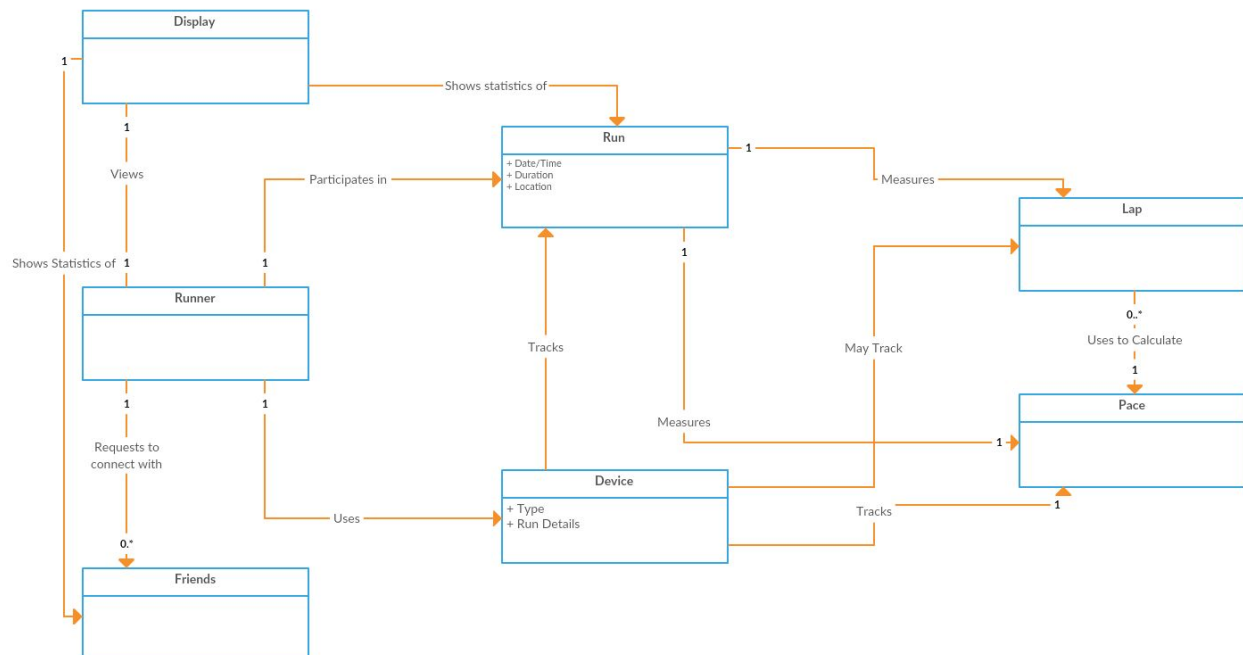 Display
1
Shows statistics of
1
Run
1
+ Date/Time
+ Duration
+ Location
Views
Participates in
Measures
Lap
Shows Statistics of
1
1
1
Runner
0..*
Tracks
May Track
Uses to Calculate
1
1
1
Pace
Measures
1
Requests to
connect with
Device
+ Type
+ Run Details
Tracks
1
Uses
0.*
Friends